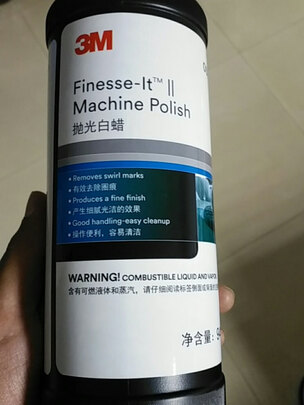 3M
Finesse-It™ II
Machine Polish
抛光白蜡
• Removes swirl marks
• 有效去除圈痕
• Produces a fine finish
• 产生细腻光洁的效果
• Good handling-easy cleanup
• 操作便利，容易清洁
WARNING! COMBUSTIBLE LIQUID AND VAPOR
含有可燃液体和蒸汽，请仔细阅读标签侧面或
净含量：